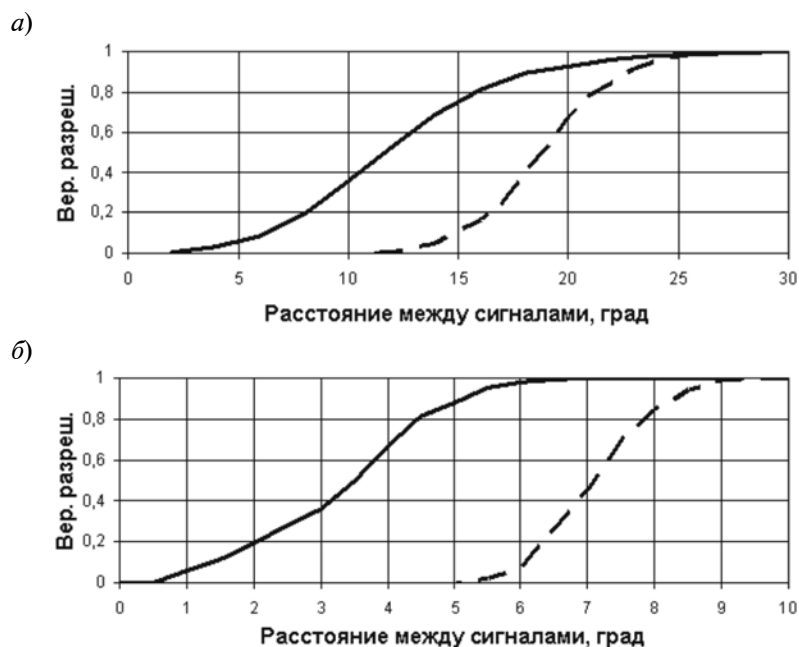 а)
Вер. разреш.
1
0,8
0,6
0,4
0,2
0
0 5 10 15 20 25 30
Расстояние между сигналами, град
б)
Вер. разреш.
1
0,8
0,6
0,4
0,2
0
0 1 2 3 4 5 6 7 8 9 10
Расстояние между сигналами, град